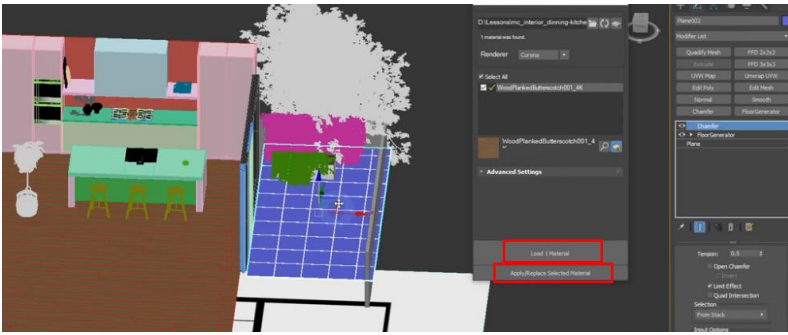 Plane002
D:\Lessons\mc_interior_dinning-kitche
1 material was found.
Renderer Corona
Select All
WoodPlankedButterscotch001_4K
WoodPlankedButterscotch001_4
Advanced Settings
Load 1 Material
Apply/Replace Selected Material
Modifier List
Quadify Mesh FFD 2x2x2
Extrude FFD 3x3x3
UVW Map Unwrap UVW
Edit Poly Edit Mesh
Normal Smooth
Chamfer FloorGenerator
Chamfer
FloorGenerator
Plane
Tension: 0.5
Open Chamfer
Invert
Limit Effect
Quad Intersection
Selection
From Stack
Input Options